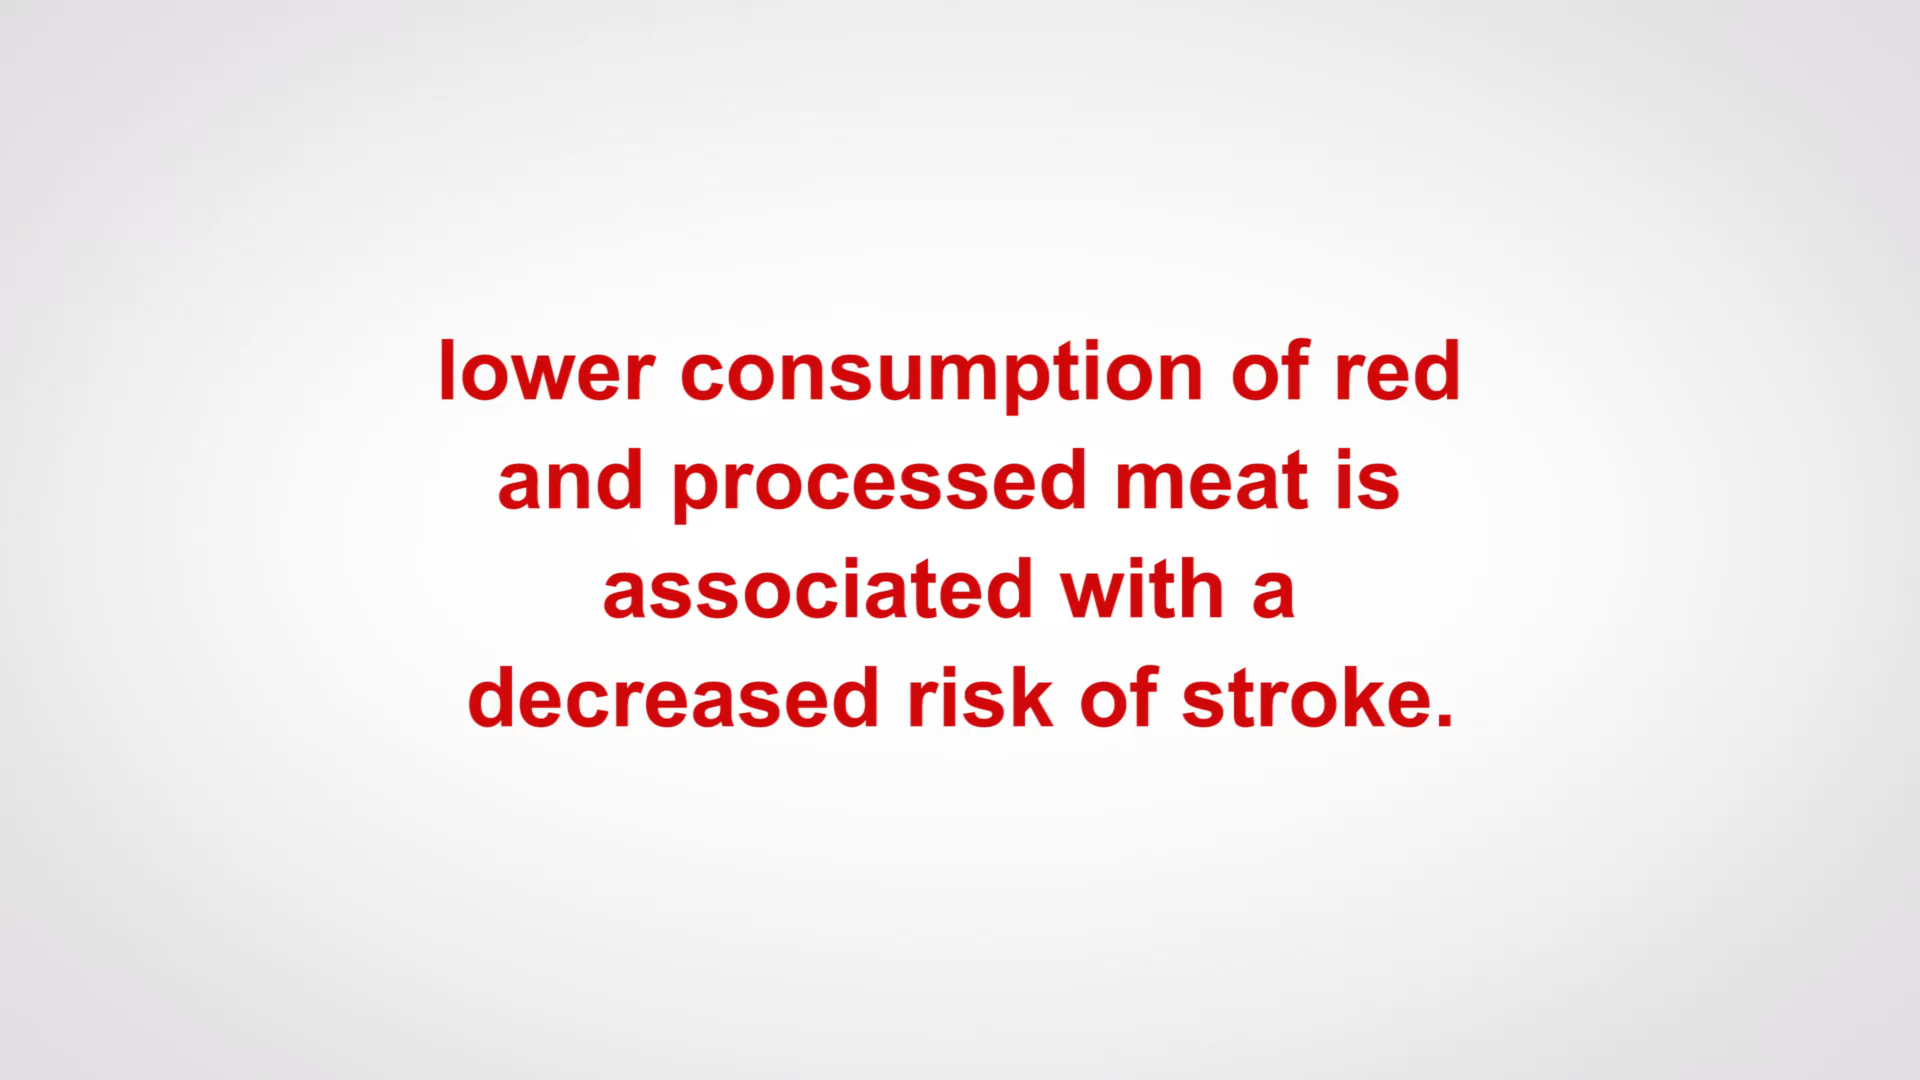 lower consumption of red
and processed meat is
associated with a
decreased risk of stroke.